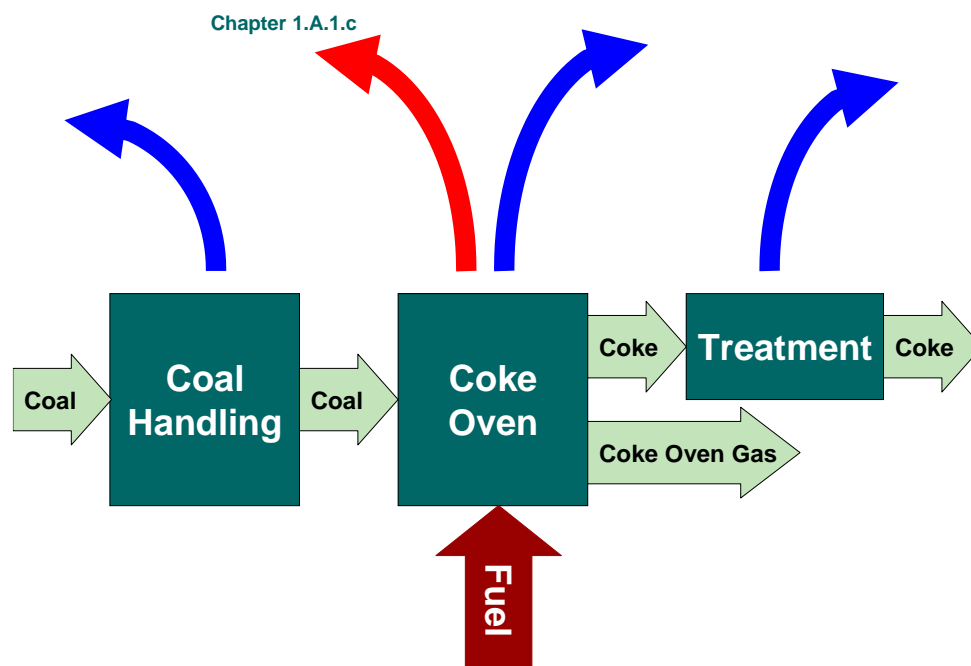 Chapter 1.A.1.c
Coal
Coal
Handling
Coal
Coke
Oven
Coke
Treatment
Coke
Coke Oven Gas
Fuel